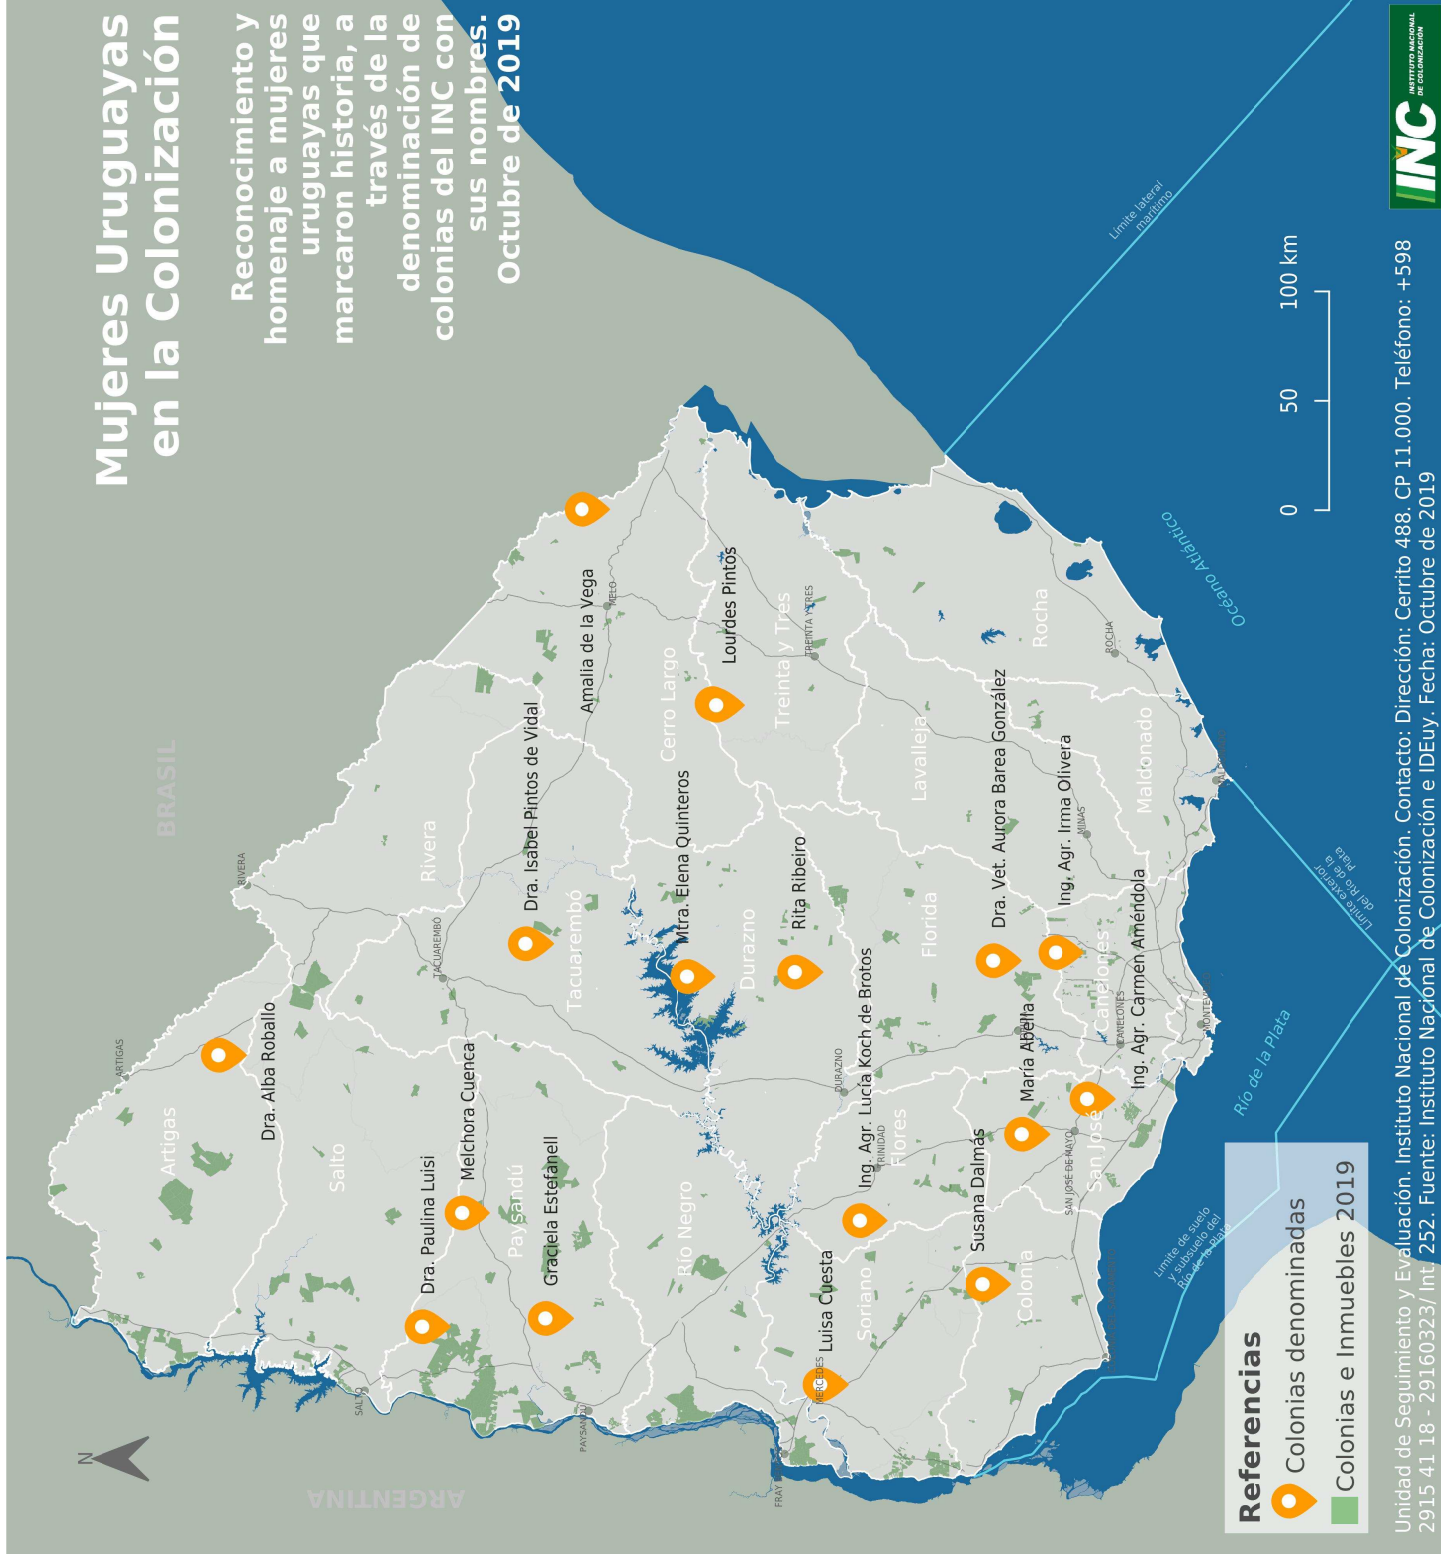 Mujeres Uruguayas
en la Colonización
Reconocimiento y
homenaje a mujeres
uruguayas que
marcaron historia, a
través de la
denominación de
colonias del INC con
sus nombres.
Octubre de 2019
N
BRASIL
ARGENTINA
ARTIGAS
Artigas
Dra. Alba Roballo
RIVERA
Rivera
Salto
SALTO
Dra. Paulina Luisi
Melchora Cuenca
TACUAREMBÓ
Tacuarembó
Dra. Isabel Pintos de Vidal
Paysandú
PAYSANDÚ
Graciela Estefanell
Amalia de la Vega
MELO
Cerro Largo
Mtra. Elena Quinteros
Lourdes Pintos
Río Negro
FRAY
Durazno
Rita Ribeiro
Treinta y Tres
TREINTA Y TRES
MERCEDES
Luisa Cuesta
Soriano
DURAZNO
Ing. Agr. Lucía Koch de Brotos
TRINIDAD
Flores
Florida
Lavalleja
Susana Dalmás
Dra. Vet. Aurora Barea González
María Abella
Colonia
Rocha
ROCHA
Ing. Agr. Irma Olivera
MINAS
SAN JOSÉ DE MAYO
San José
Canelones
CANELONES
Ing. Agr. Carmen Améndola
Maldonado
MONTEVIDEO
Océano Atlántico
Río de la Plata
Límite lateral
marítimo
Límite exterior
del Río de la
Plata
Límite de suelo
y subsuelo del
Río de la Plata
0 50 100 km
Referencias
Colonias denominadas
Colonias e Inmuebles 2019
INC INSTITUTO NACIONAL
DE COLONIZACIÓN
Unidad de Seguimiento y Evaluación. Instituto Nacional de Colonización. Contacto: Dirección: Cerrito 488. CP 11.000. Teléfono: +598
2915 41 18 - 29160323/ Int 252. Fuente: Instituto Nacional de Colonización e IDEuy. Fecha: Octubre de 2019